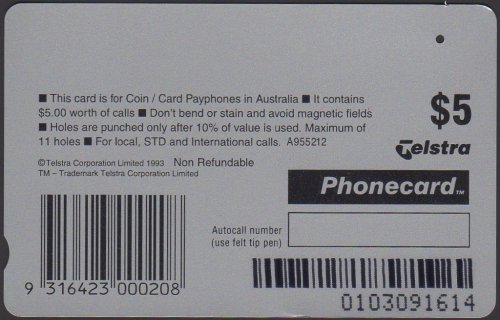 ■ This card is for Coin / Card Payphones in Australia ■ It contains
$5.00 worth of calls ■ Don't bend or stain and avoid magnetic fields
■ Holes are punched only after 10% of value is used. Maximum of
11 holes ■ For local, STD and International calls. A955212
©Telstra Corporation Limited 1993 Non Refundable
TM – Trademark Telstra Corporation Limited
$5
Telstra
Phonecard™
Autocall number
(use felt tip pen)
9 316423 000208
0103091614